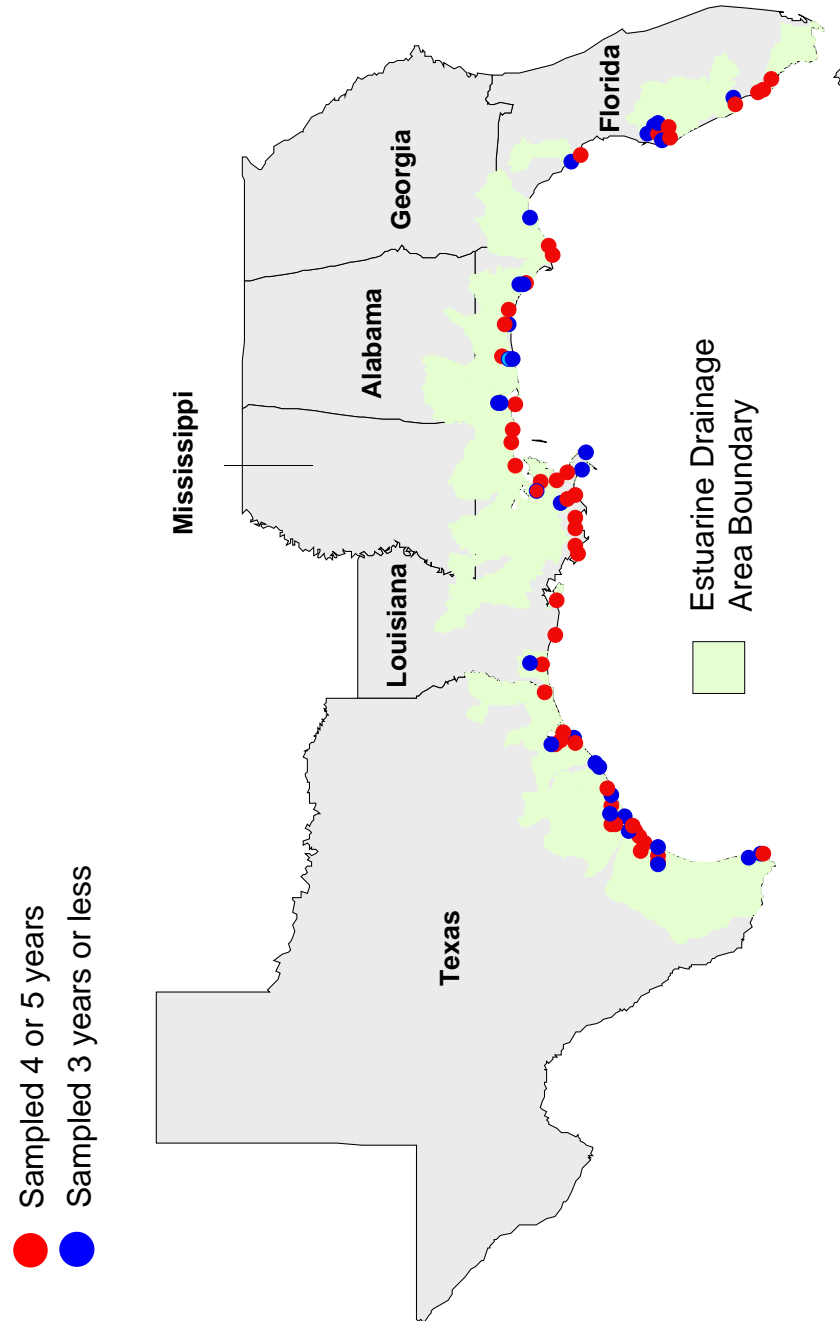 Sampled 4 or 5 years
Sampled 3 years or less
Mississippi
Texas
Louisiana
Alabama
Georgia
Florida
Estuarine Drainage
Area Boundary